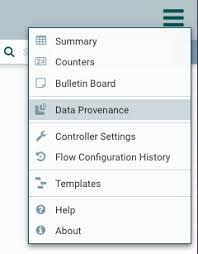 Summary
Counters
Bulletin Board
Data Provenance
Controller Settings
Flow Configuration History
Templates
Help
About